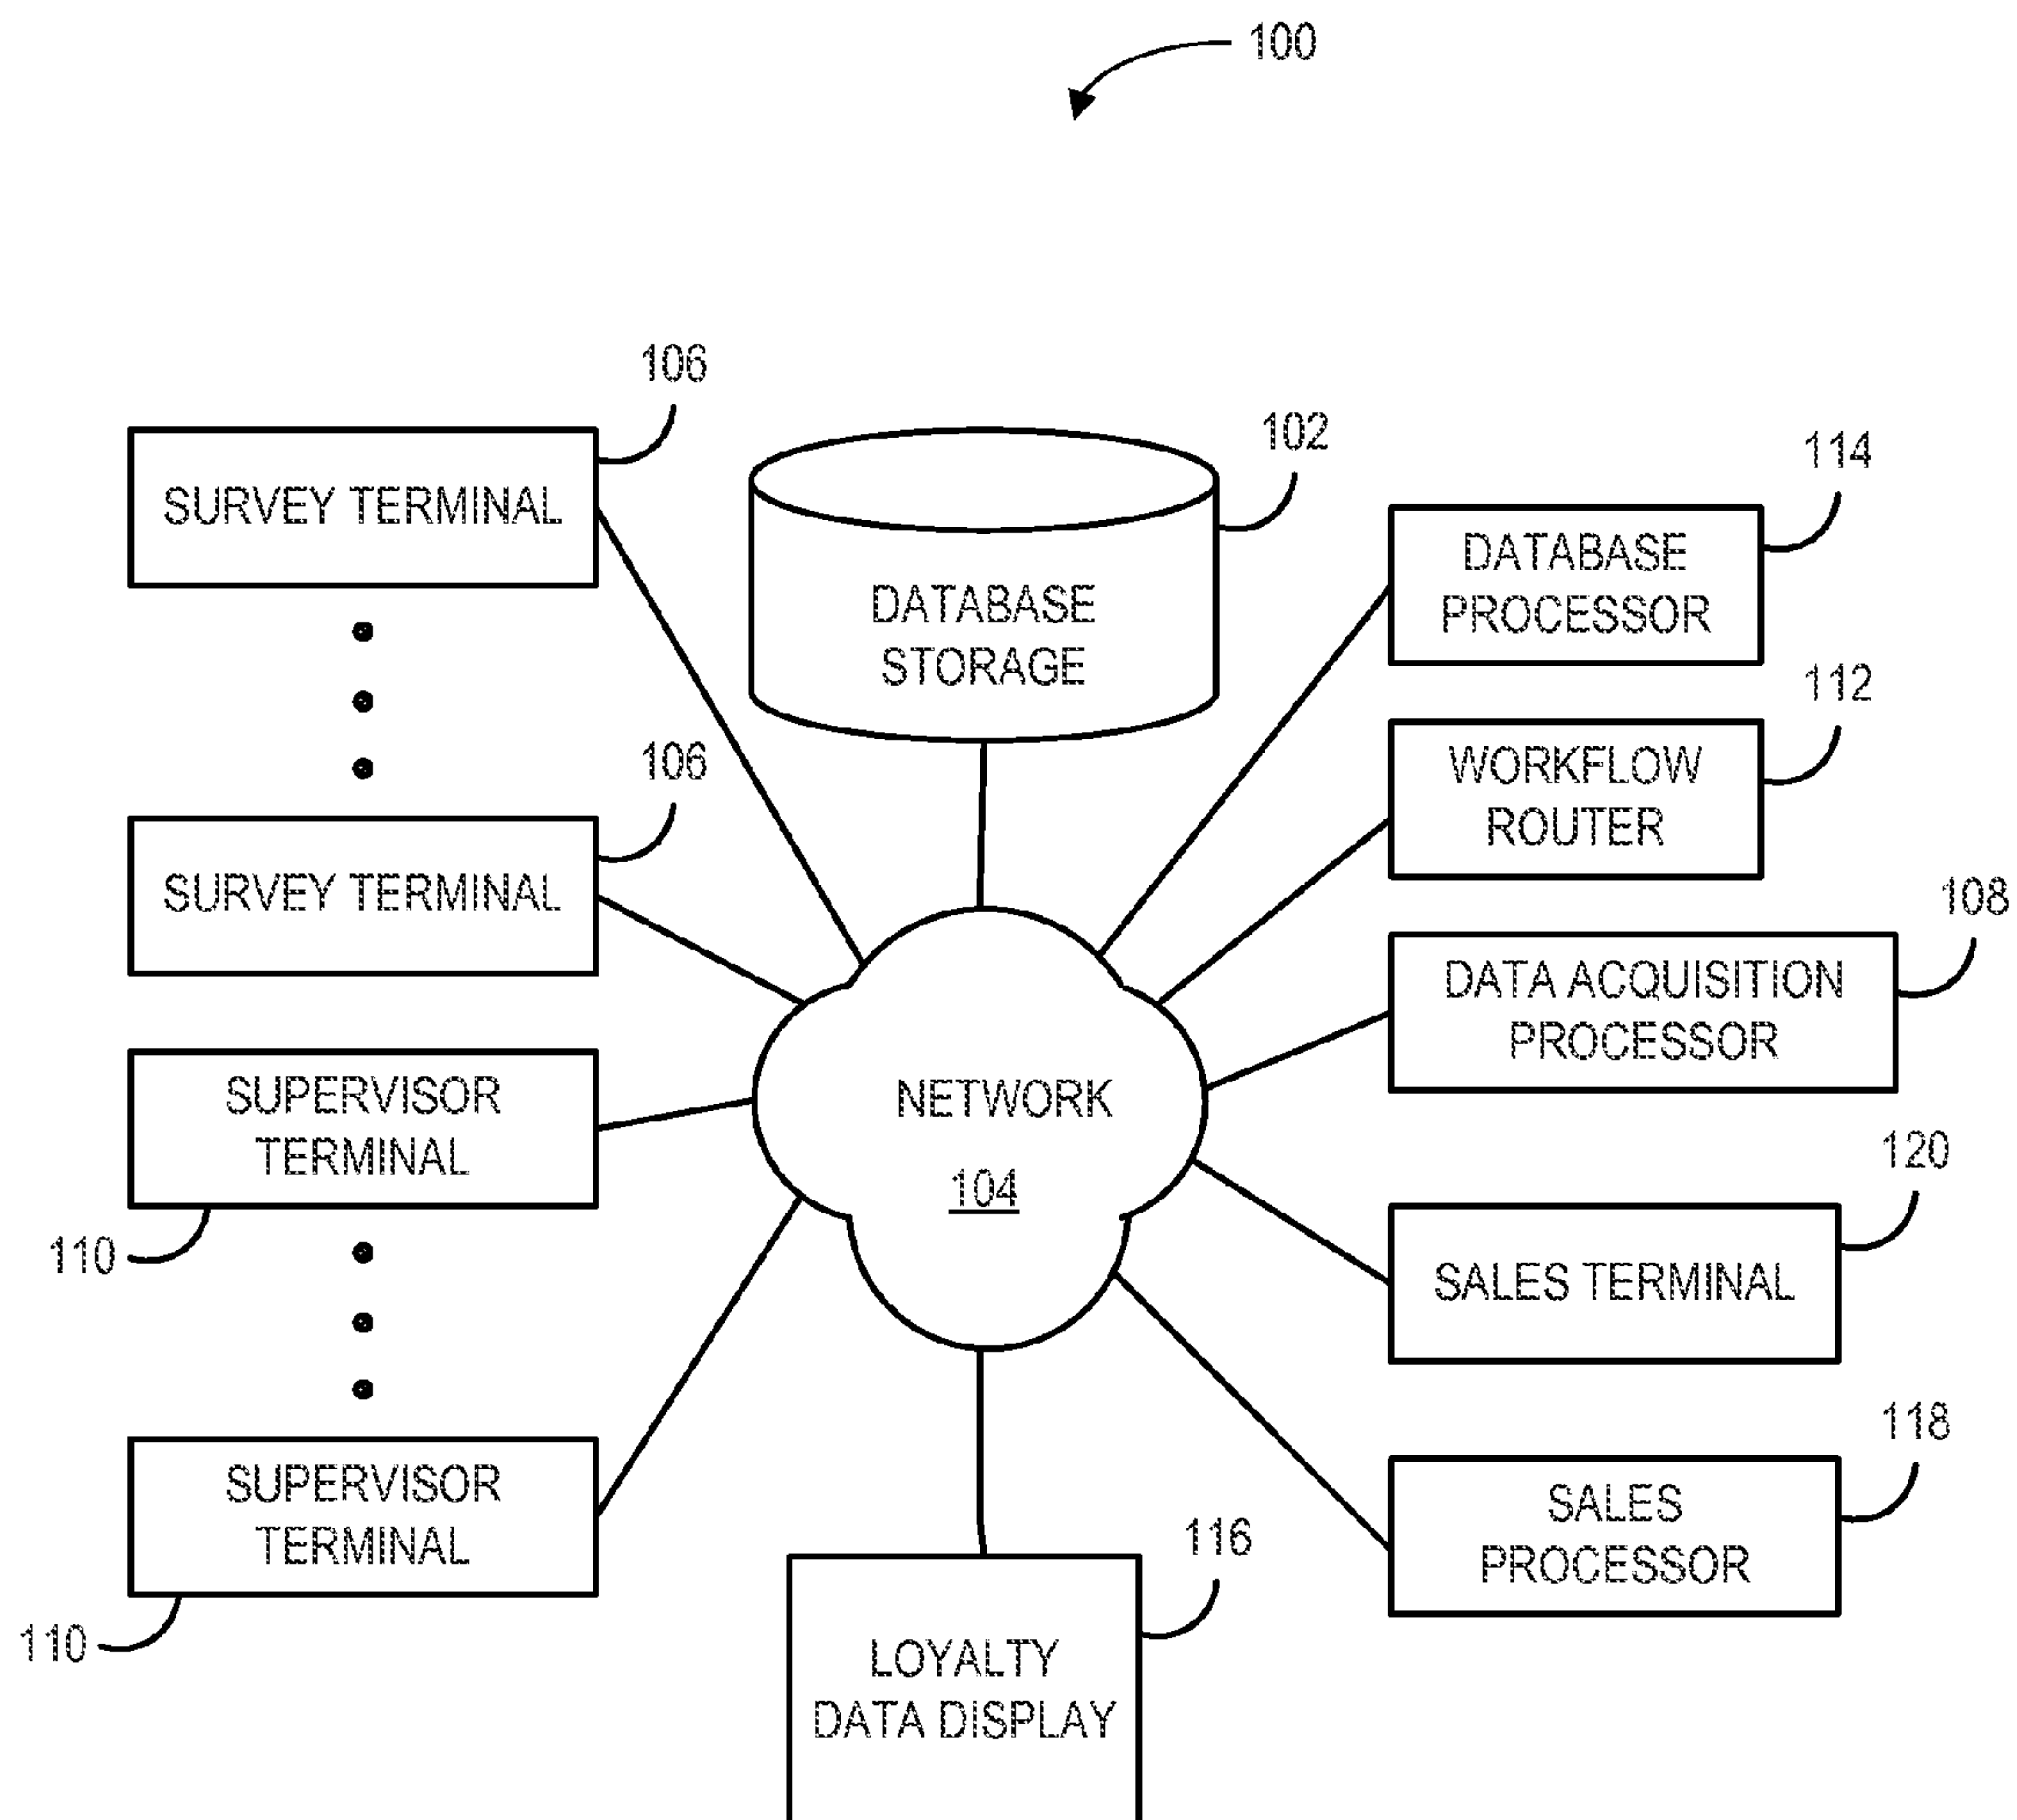 100
106
SURVEY TERMINAL
102
DATABASE
STORAGE
114
DATABASE
PROCESSOR
112
WORKFLOW
ROUTER
106
SURVEY TERMINAL
108
DATA ACQUISITION
PROCESSOR
SUPERVISOR
TERMINAL
110
NETWORK
104
120
SALES TERMINAL
SUPERVISOR
TERMINAL
110
118
SALES
PROCESSOR
116
LOYALTY
DATA DISPLAY